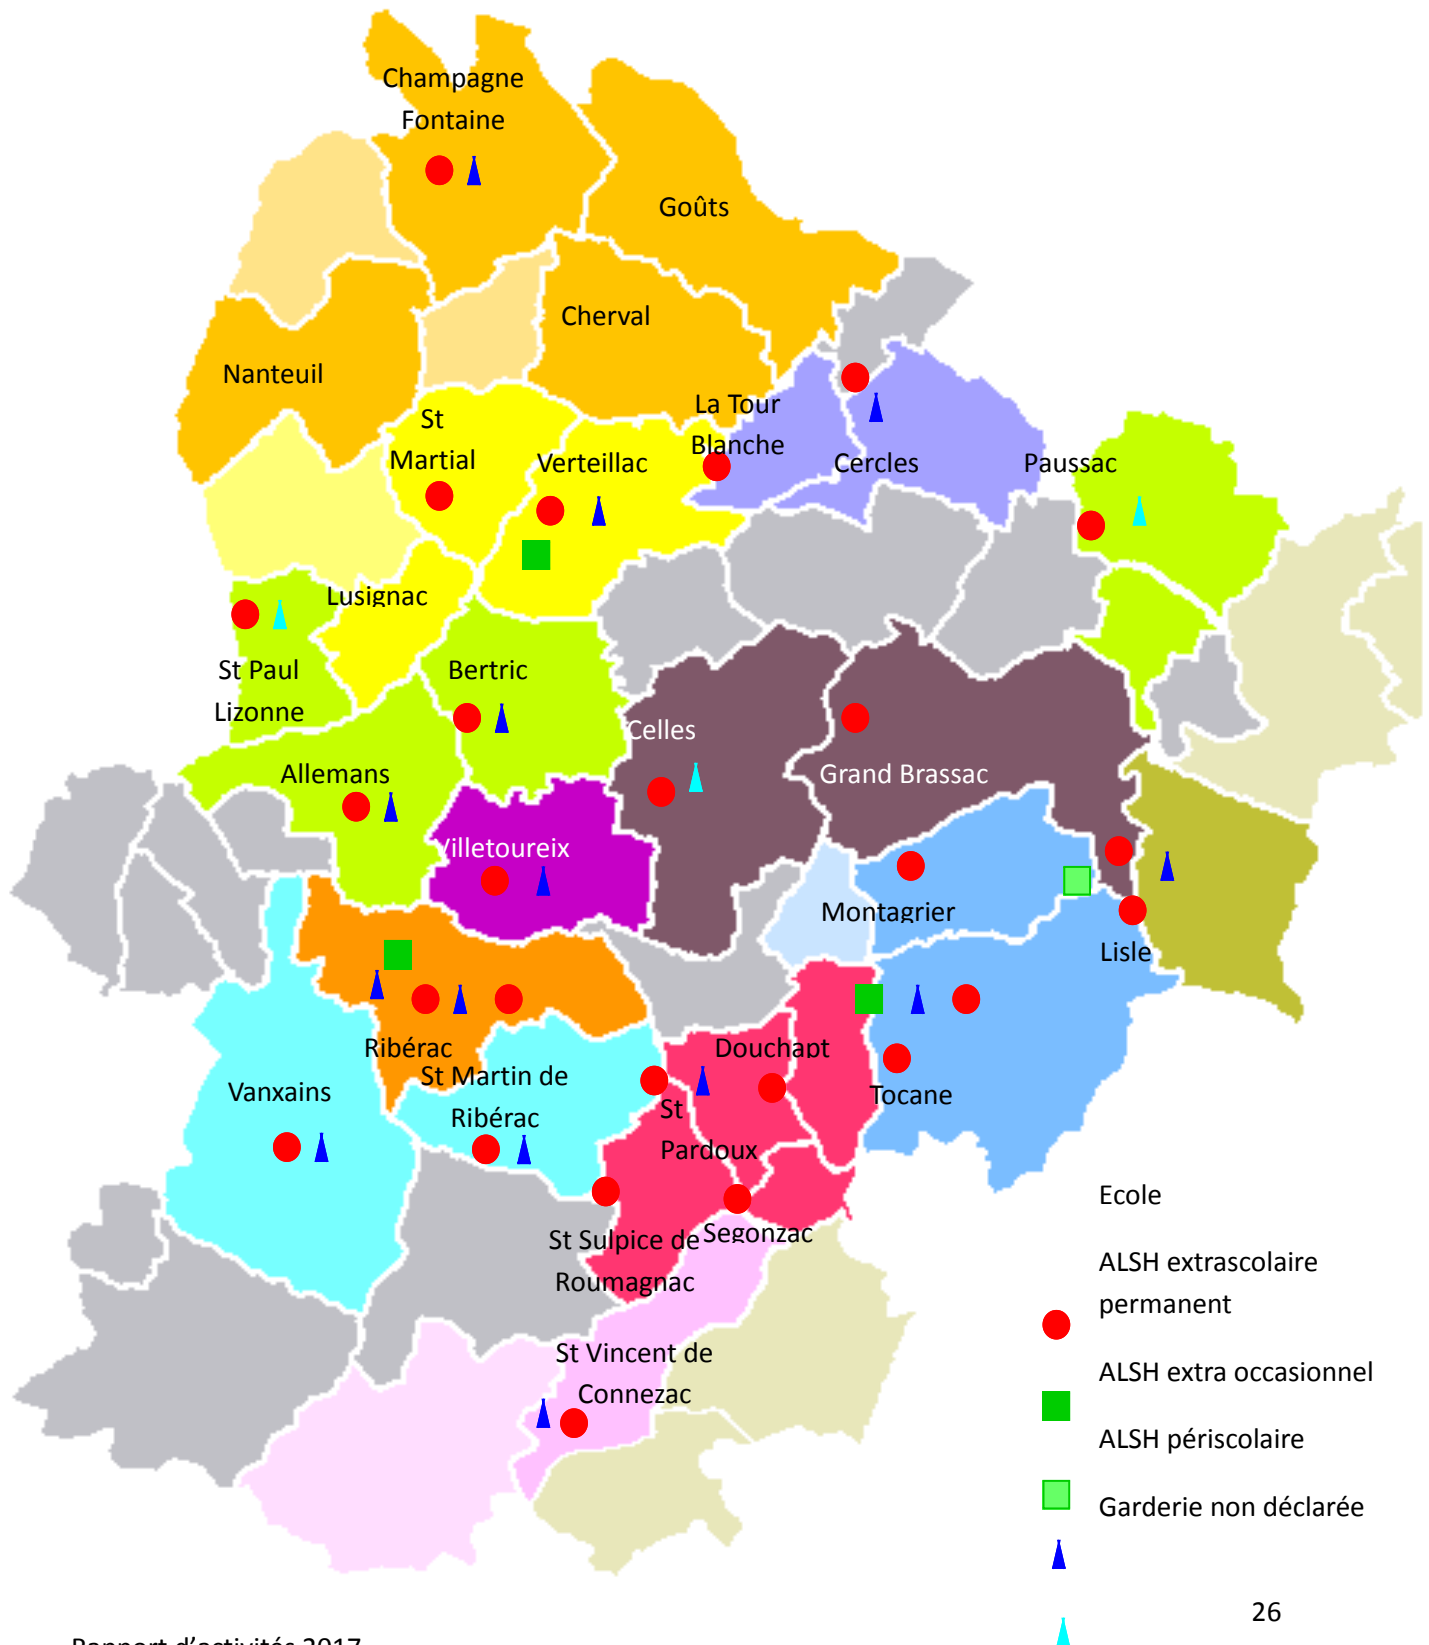 Champagne
Fontaine
Goûts
Cherval
Nanteuil
La Tour
Blanche
St
Martial
Verteillac
Cercles
Paussac
Lusignac
St Paul
Lizonne
Bertric
Celles
Allemans
Grand Brassac
Villetoureix
Montagrier
Lisle
Ribérac
Douchapt
St Martin de
Ribérac
Vanxains
Tocane
St
Pardoux
Segonzac
St Sulpice de
Roumagnac
St Vincent de
Connezac
Ecole
ALSH extrascolaire
permanent
ALSH extra occasionnel
ALSH périscolaire
Garderie non déclarée
26
Rapport d'activités 2017